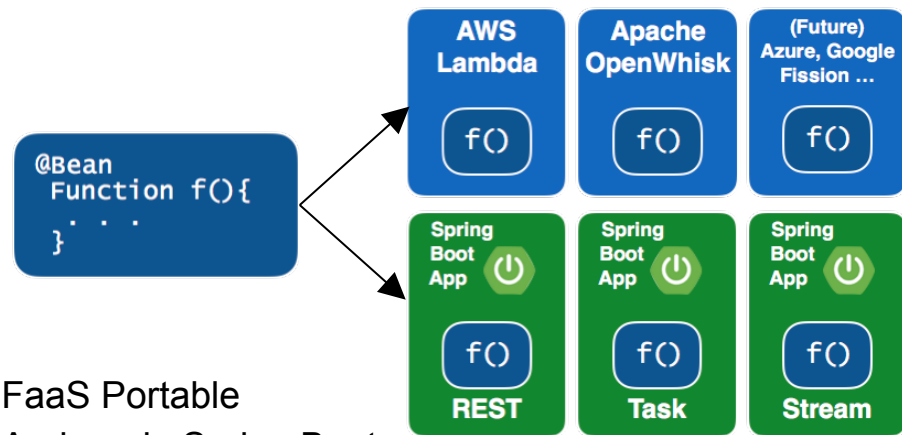 @Bean
Function f(){
. . .
}
AWS
Lambda
f()
Apache
OpenWhisk
f()
(Future)
Azure, Google
Fission ...
f()
Spring
Boot
App
f()
REST
Spring
Boot
App
f()
Task
Spring
Boot
App
f()
Stream
FaaS Portable